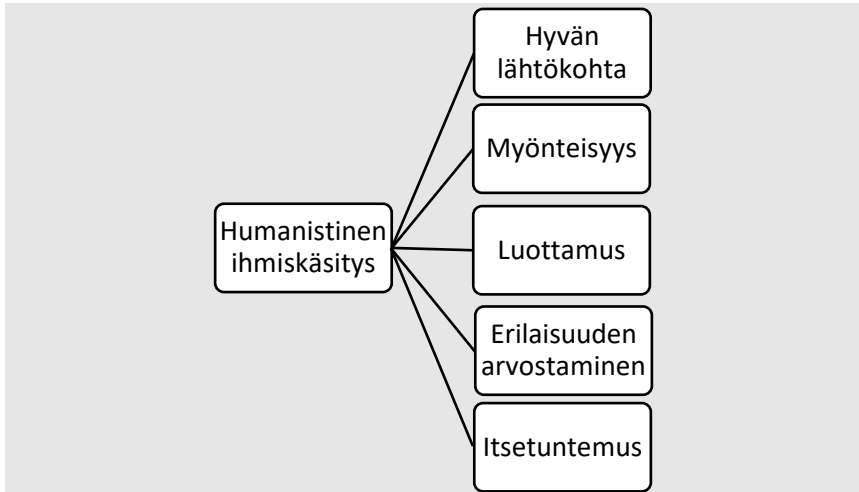 Humanistinen
ihmiskäsitys
Hyvän
lähtökohta
Myönteisyys
Luottamus
Erilaisuuden
arvostaminen
Itsetuntemus